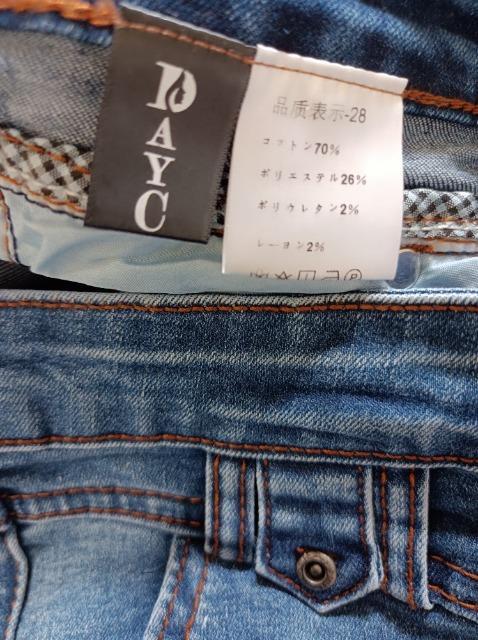 DAYC
品质表示-28
コットン70%
ポリエステル26%
ポリウレタン2%
レーヨン2%